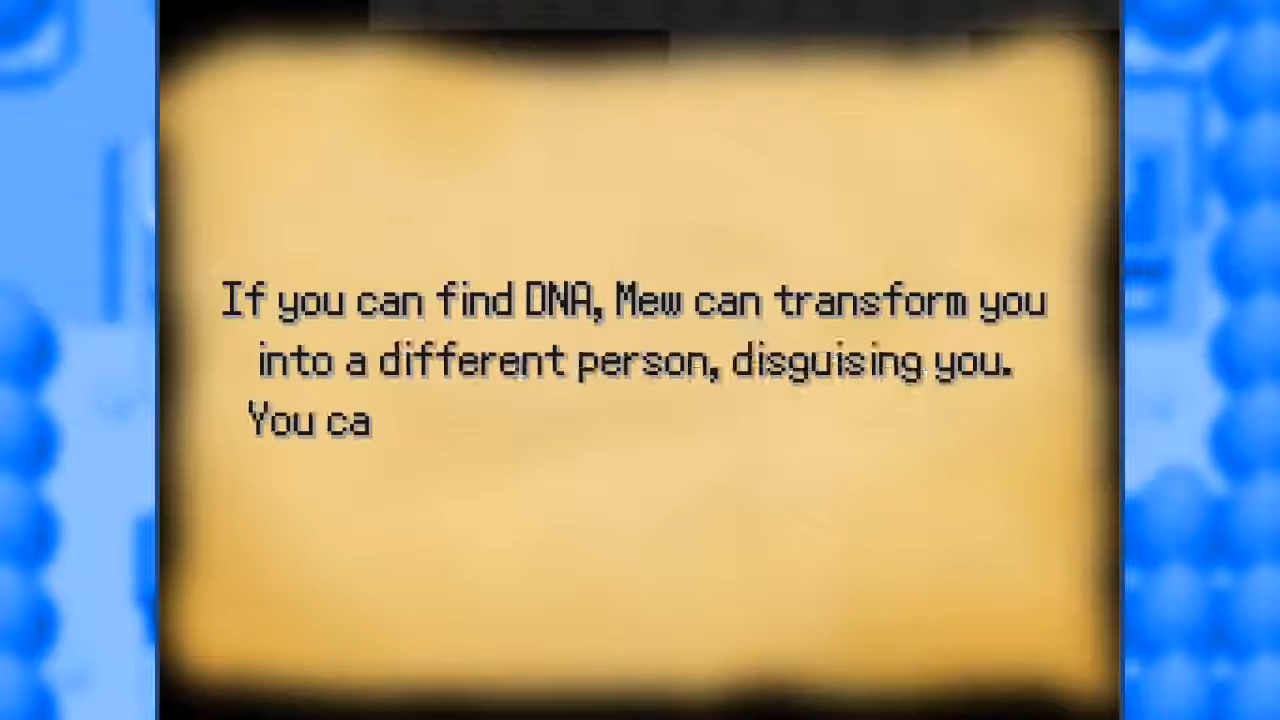 If you can find DNA, Mew can transform you
into a different person, disguising you.
You ca